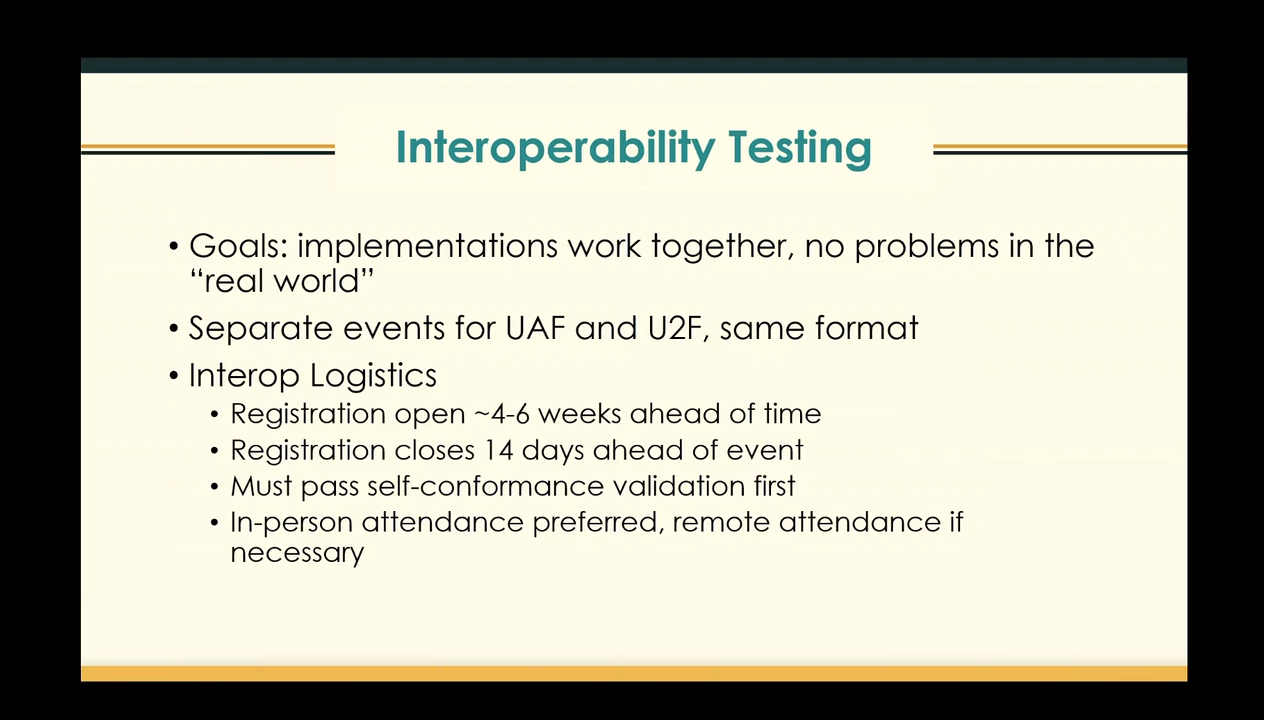 Interoperability Testing
• Goals: implementations work together, no problems in the
“real world”
• Separate events for UAF and U2F, same format
• Interop Logistics
• Registration open ~4-6 weeks ahead of time
• Registration closes 14 days ahead of event
• Must pass self-conformance validation first
• In-person attendance preferred, remote attendance if
necessary